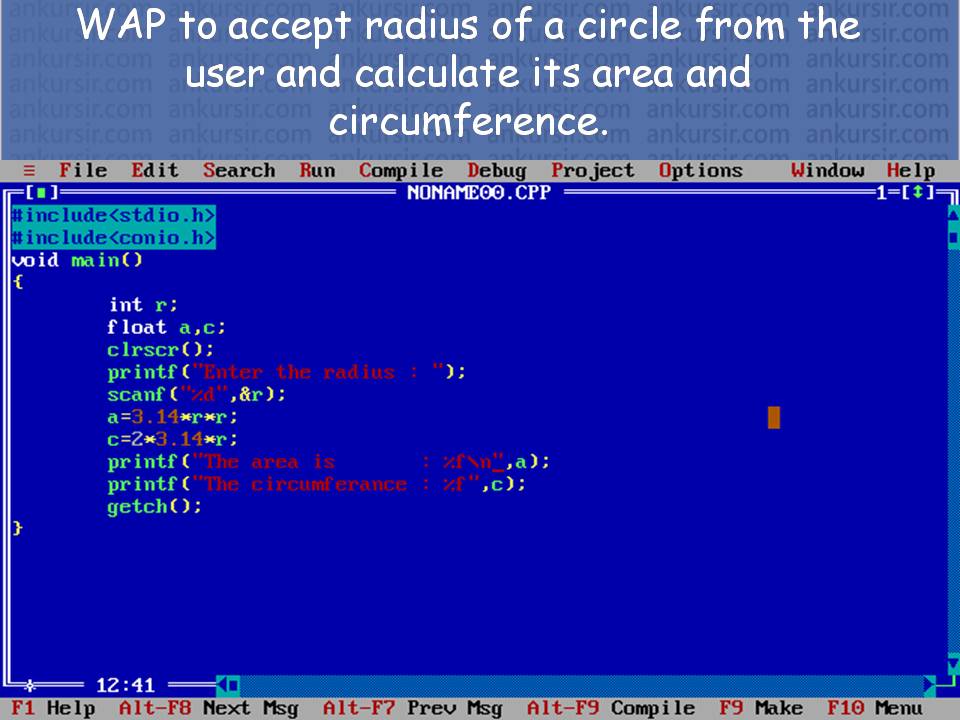 WAP to accept radius of a circle from the
user and calculate its area and
circumference.
≡ File Edit Search Run Compile Debug Project Options Window Help
[■] NONAME00.CPP 1=[↕]
#include<stdio.h>
#include<conio.h>
void main()
{
int r;
float a,c;
clrscr();
printf("Enter the radius : ");
scanf("%d",&r);
a=3.14*r*r;
c=2*3.14*r;
printf("The area is       : %f\n",a);
printf("The circumferance : %f",c);
getch();
}
12:41
F1 Help Alt-F8 Next Msg Alt-F7 Prev Msg Alt-F9 Compile F9 Make F10 Menu